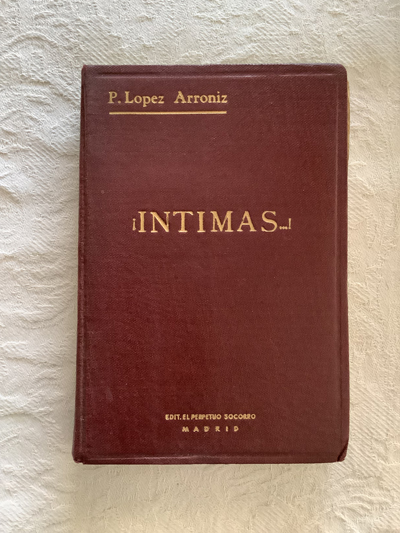 P. Lopez Arroniz
¡INTIMAS...!
EDIT. EL PERPETUO SOCORRO
MADRID